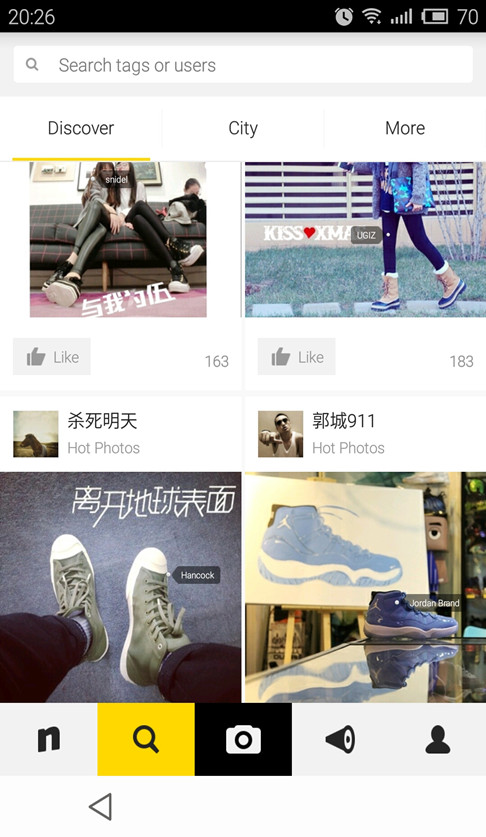 20:26
70
Search tags or users
Discover
City
More
snidel
与我为伍
KISS❤XMA
UGIZ
Like
163
Like
183
杀死明天
Hot Photos
郭城911
Hot Photos
离开地球表面
Hancock
Jordan Brand
n